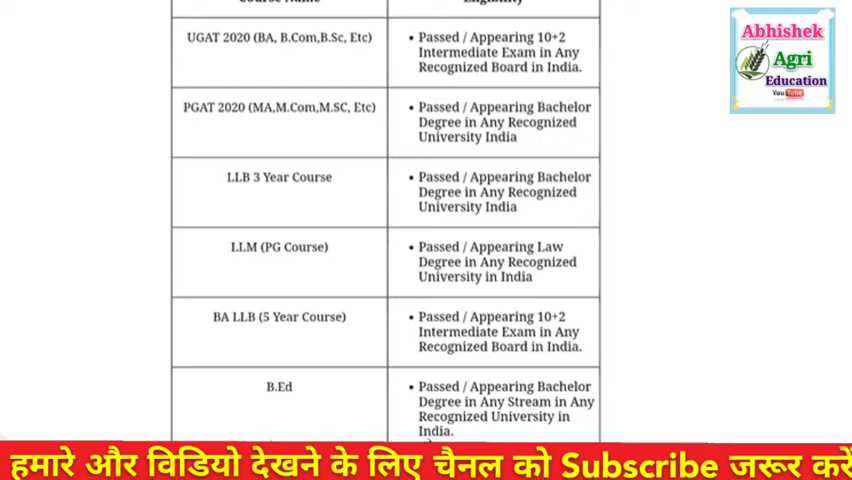 Course Name
Eligibility
UGAT 2020 (BA, B.Com,B.Sc, Etc)
• Passed / Appearing 10+2
Intermediate Exam in Any
Recognized Board in India.
PGAT 2020 (MA,M.Com,M.SC, Etc)
• Passed / Appearing Bachelor
Degree in Any Recognized
University India
LLB 3 Year Course
• Passed / Appearing Bachelor
Degree in Any Recognized
University India
LLM (PG Course)
• Passed / Appearing Law
Degree in Any Recognized
University in India
BA LLB (5 Year Course)
• Passed / Appearing 10+2
Intermediate Exam in Any
Recognized Board in India.
B.Ed
• Passed / Appearing Bachelor
Degree in Any Stream in Any
Recognized University in
India.
Abhishek
Agri
Education
YouTube
हमारे और विडियो देखने के लिए चैनल को Subscribe जरूर करें